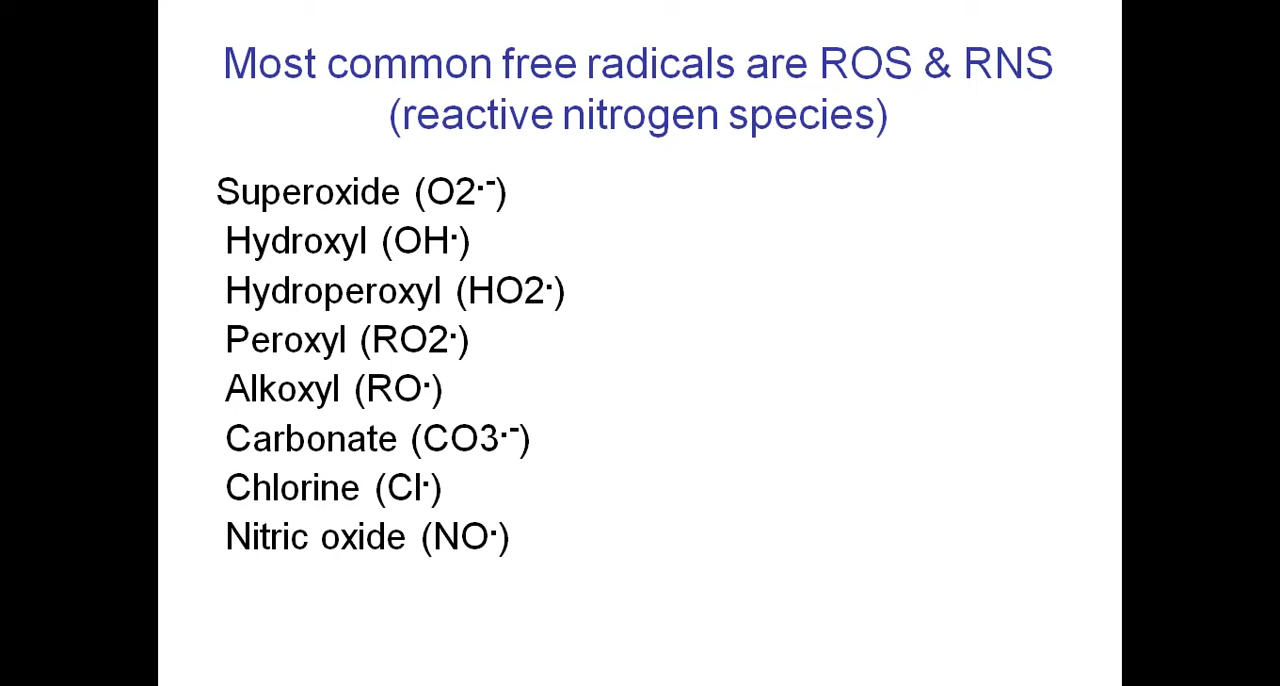 Most common free radicals are ROS & RNS
(reactive nitrogen species)
Superoxide (O2·⁻)
Hydroxyl (OH·)
Hydroperoxyl (HO2·)
Peroxyl (RO2·)
Alkoxyl (RO·)
Carbonate (CO3·⁻)
Chlorine (Cl·)
Nitric oxide (NO·)